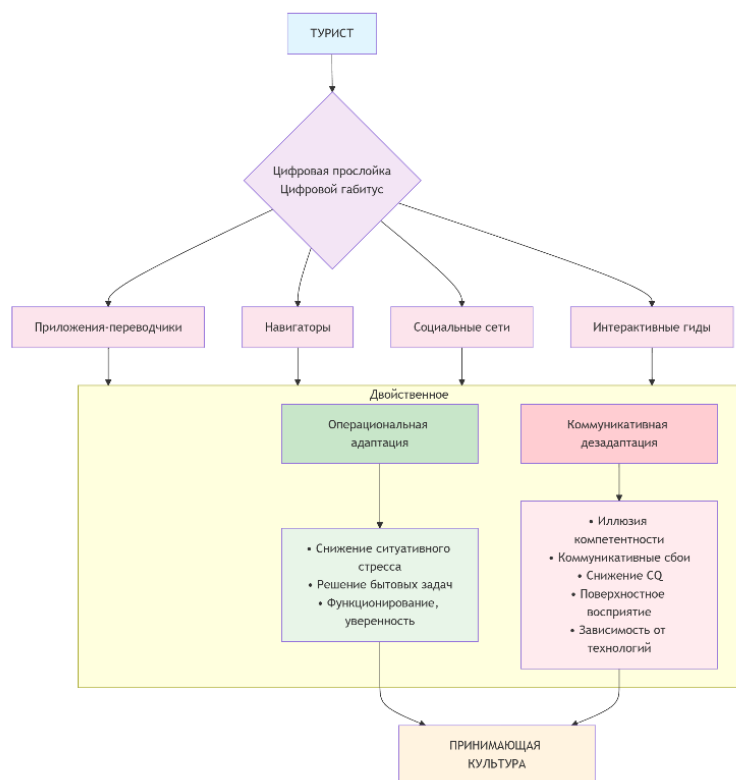 ТУРИСТ
Цифровая прослойка
Цифровой габитус
Приложения-переводчики
Навигаторы
Социальные сети
Интерактивные гиды
Двойственное
Операциональная
адаптация
Коммуникативная
дезадаптация
• Снижение ситуативного
стресса
• Решение бытовых задач
• Функционирование,
уверенность
• Иллюзия
компетентности
• Коммуникативные сбои
• Снижение CQ
• Поверхностное
восприятие
• Зависимость от
технологий
ПРИНИМАЮЩАЯ
КУЛЬТУРА